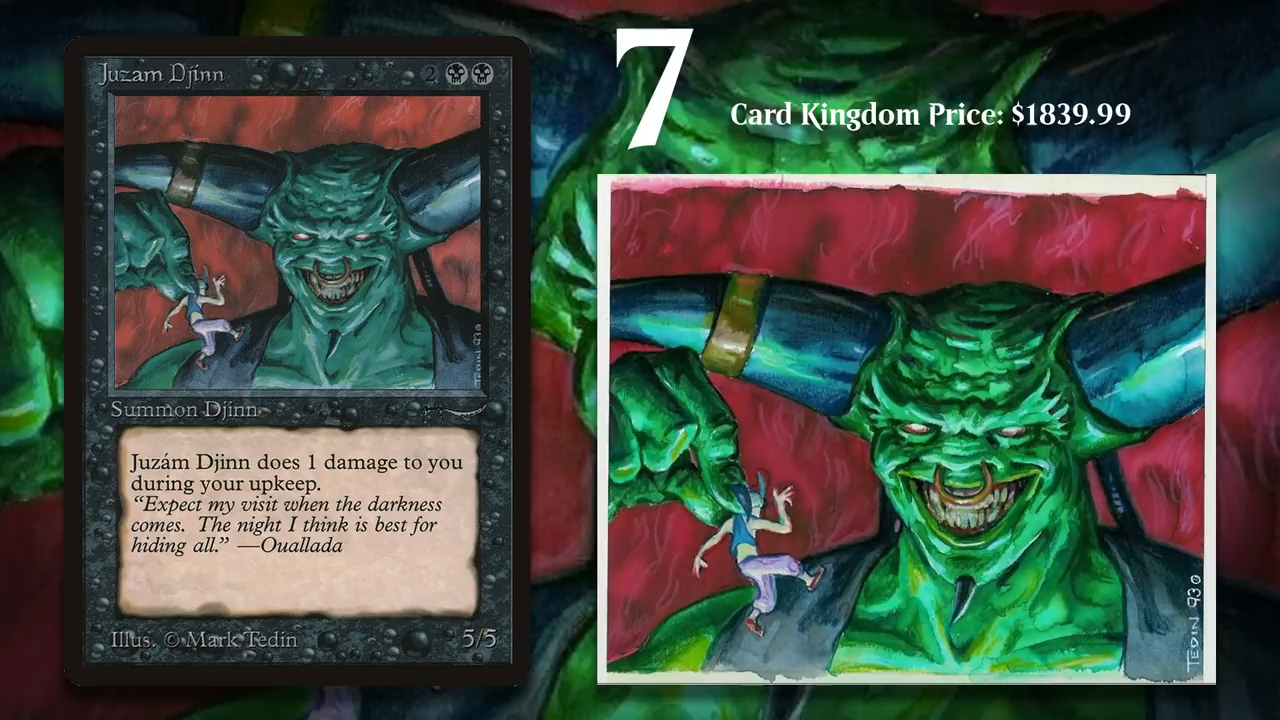 Juzam Djinn 2
Summon Djinn
Juzám Djinn does 1 damage to you
during your upkeep.
“Expect my visit when the darkness
comes. The night I think is best for
hiding all.” —Ouallada
Illus. © Mark Tedin 5/5
TEDIN 93©
7
Card Kingdom Price: $1839.99
TEDIN 93©